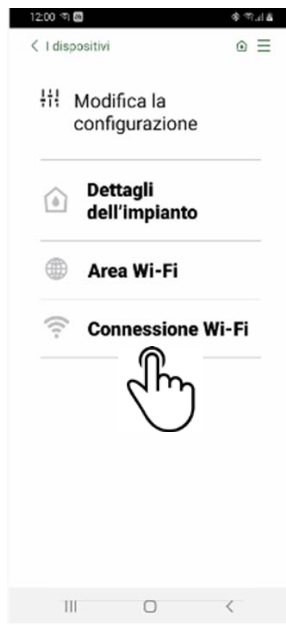 12:00
I dispositivi
Modifica la
configurazione
Dettagli
dell'impianto
Area Wi-Fi
Connessione Wi-Fi